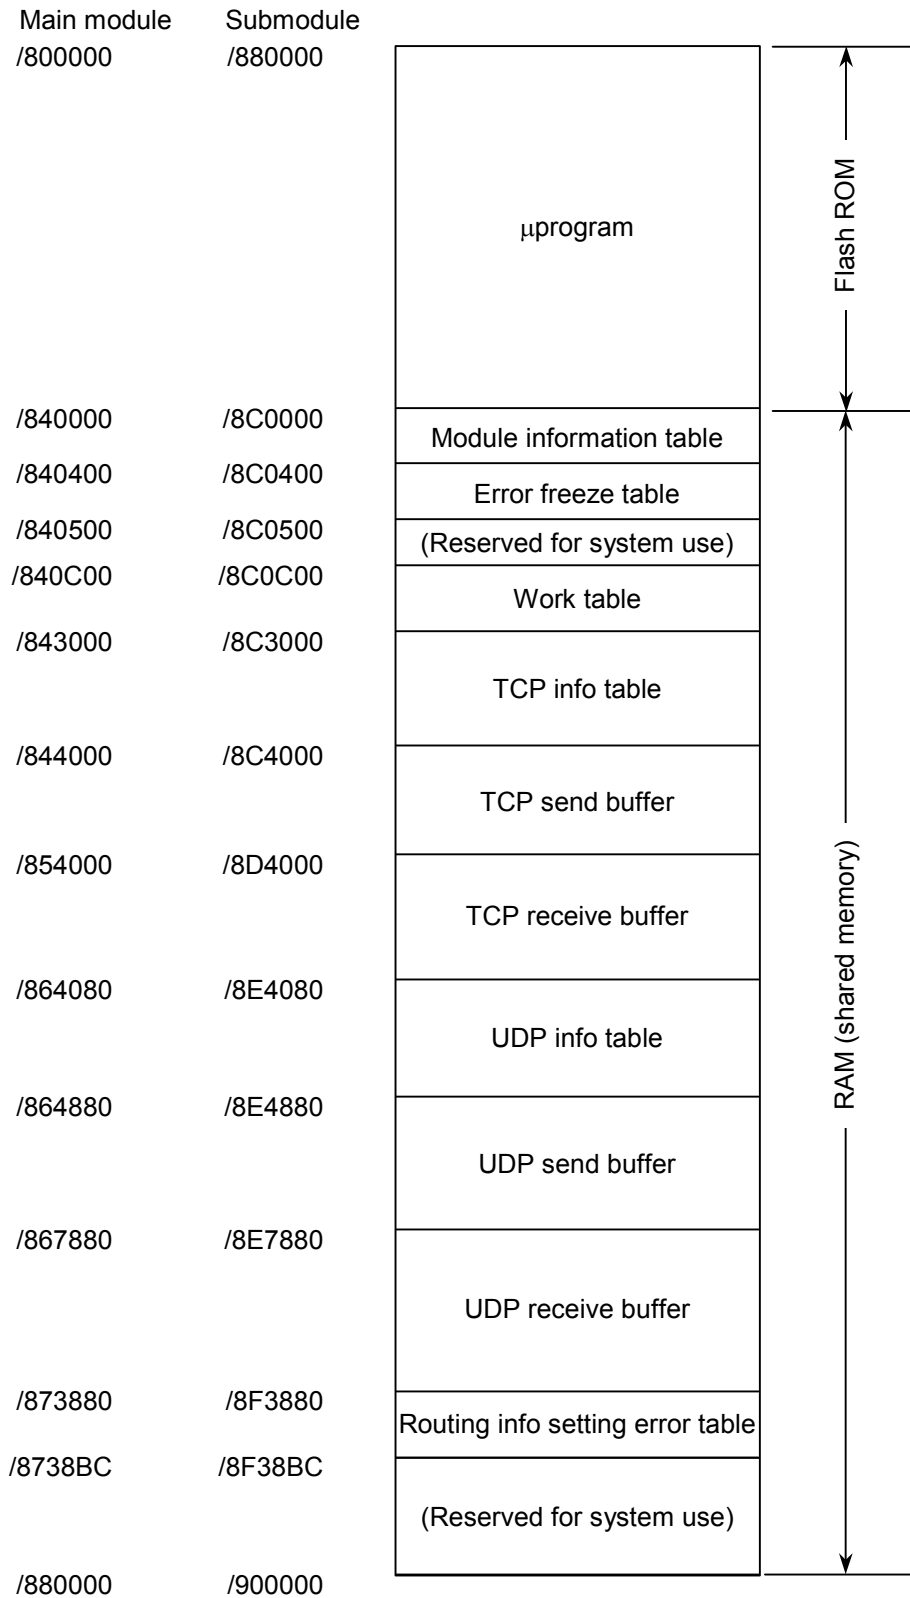 Main module Submodule
/800000 /880000
µprogram
Flash ROM
/840000 /8C0000
Module information table
/840400 /8C0400
Error freeze table
/840500 /8C0500
(Reserved for system use)
/840C00 /8C0C00
Work table
/843000 /8C3000
TCP info table
/844000 /8C4000
TCP send buffer
/854000 /8D4000
TCP receive buffer
RAM (shared memory)
/864080 /8E4080
UDP info table
/864880 /8E4880
UDP send buffer
/867880 /8E7880
UDP receive buffer
/873880 /8F3880
Routing info setting error table
/8738BC /8F38BC
(Reserved for system use)
/880000 /900000